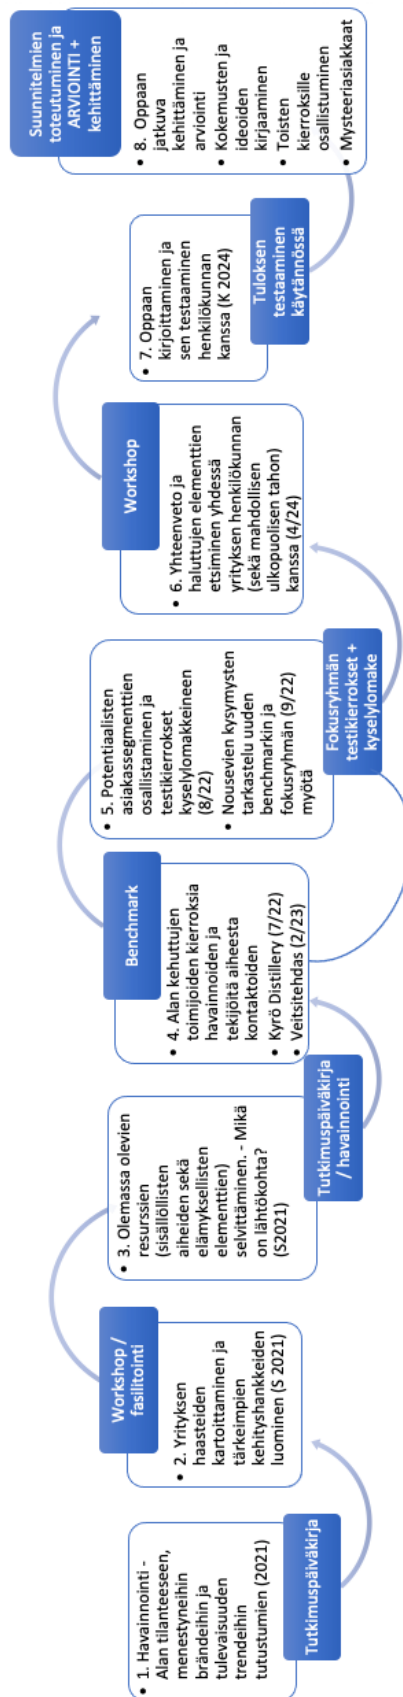 • 1. Havainnointi -
Alan tilanteeseen,
menestyneihin
brändeihin ja
tulevaisuuden
trendeihin
tutustumien (2021)
Tutkimuspäiväkirja
Workshop /
fasilitointi
• 2. Yrityksen
haasteiden
kartoittaminen ja
tärkeimpien
kehityshankkeiden
luominen (S 2021)
• 3. Olemassa olevien
resurssien
(sisällöllisten
aiheiden sekä
elämyksellisten
elementtien)
selvittäminen. - Mikä
on lähtökohta?
(S2021)
Tutkimuspäiväkirja
/ havainnointi
Benchmark
• 4. Alan kehuttujen
toimijoiden kierroksia
havainnoiden ja
tekijöitä aiheesta
kontaktoiden
• Kyrö Distillery (7/22)
• Veitsitehdas (2/23)
• 5. Potentiaalisten
asiakassegmenttien
osallistaminen ja
testikierrokset
kyselylomakkeineen
(8/22)
• Nousevien kysymysten
tarkastelu uuden
benchmarkin ja
fokusryhmän (9/22)
myötä
Fokusryhmän
testikierrokset +
kyselylomake
Workshop
• 6. Yhteenveto ja
haluttujen elementtien
etsiminen yhdessä
yrityksen henkilökunnan
(sekä mahdollisen
ulkopuolisen tahon)
kanssa (4/24)
• 7. Oppaan
kirjoittaminen ja
sen testaaminen
henkilökunnan
kanssa (K 2024)
Tuloksen
testaaminen
käytännössä
Suunnitelmien
toteutuminen ja
ARVIOINTI +
kehittäminen
• 8. Oppaan
jatkuva
kehittäminen ja
arviointi
• Kokemusten ja
ideoiden
kirjaaminen
• Toisten
kierroksille
osallistuminen
• Mysteeriasiakkaat